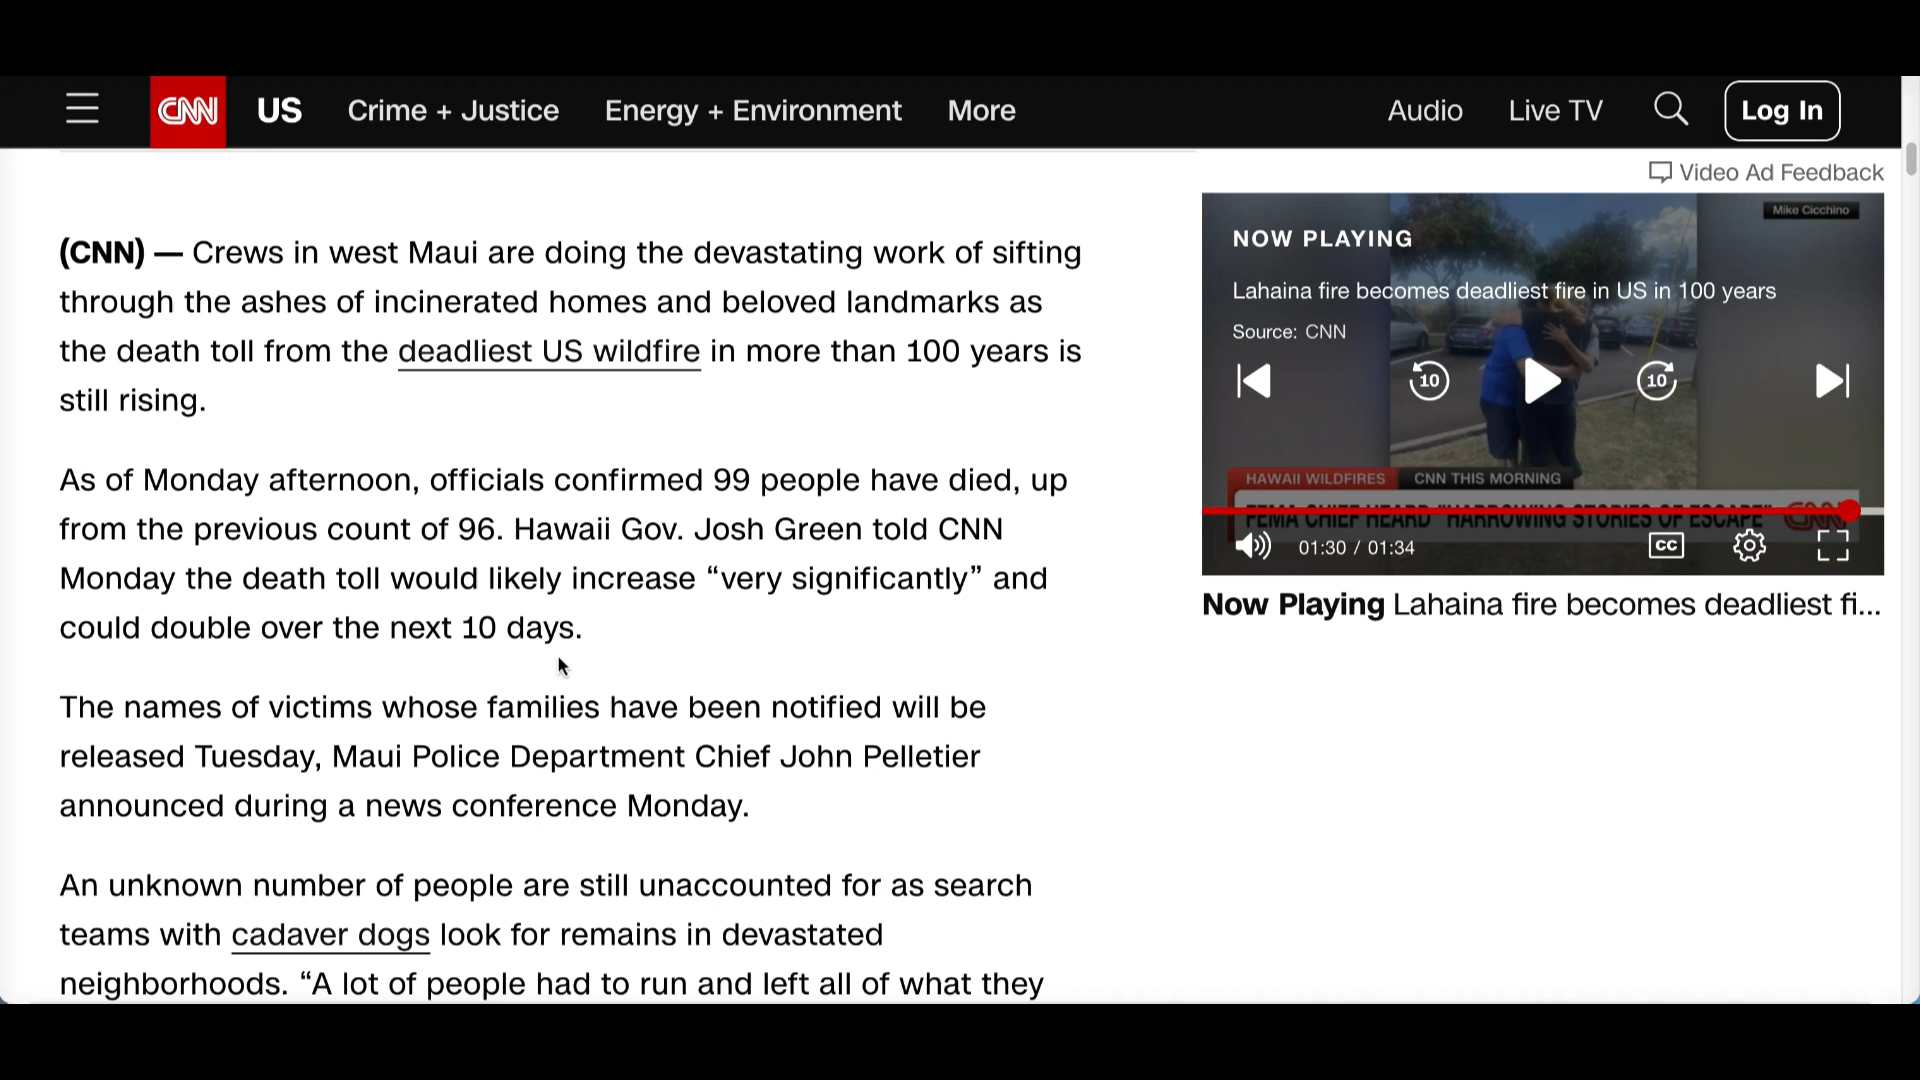 CNN US Crime + Justice Energy + Environment More Audio Live TV Log In
Video Ad Feedback
(CNN) — Crews in west Maui are doing the devastating work of sifting
through the ashes of incinerated homes and beloved landmarks as
the death toll from the deadliest US wildfire in more than 100 years is
still rising.
As of Monday afternoon, officials confirmed 99 people have died, up
from the previous count of 96. Hawaii Gov. Josh Green told CNN
Monday the death toll would likely increase “very significantly” and
could double over the next 10 days.
The names of victims whose families have been notified will be
released Tuesday, Maui Police Department Chief John Pelletier
announced during a news conference Monday.
An unknown number of people are still unaccounted for as search
teams with cadaver dogs look for remains in devastated
neighborhoods. “A lot of people had to run and left all of what they
Mike Cicchino
NOW PLAYING
Lahaina fire becomes deadliest fire in US in 100 years
Source: CNN
10 10
HAWAII WILDFIRES CNN THIS MORNING
FEMA CHIEF HEARD "HARROWING STORIES OF ESCAPE" CNN
01:30 / 01:34 CC
Now Playing Lahaina fire becomes deadliest fi...